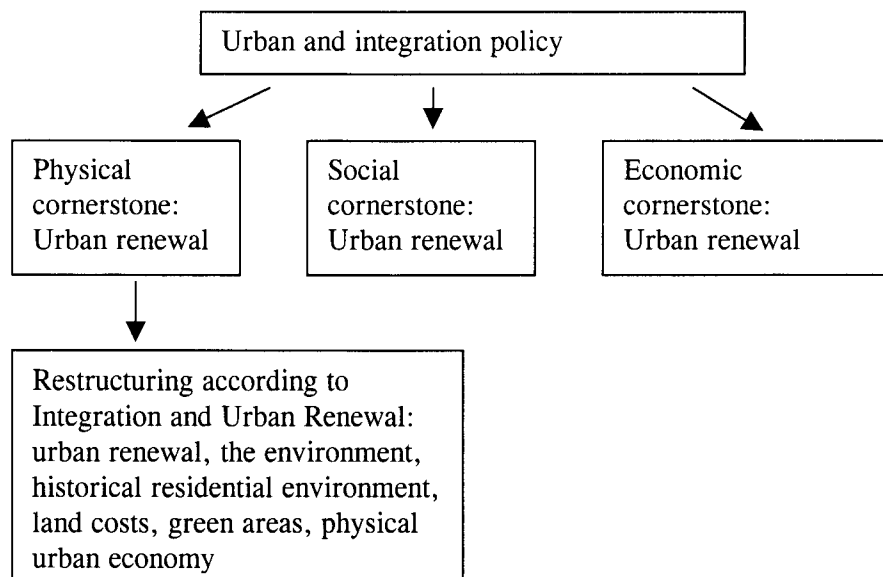 Urban and integration policy
Physical
cornerstone:
Urban renewal
Social
cornerstone:
Urban renewal
Economic
cornerstone:
Urban renewal
Restructuring according to
Integration and Urban Renewal:
urban renewal, the environment,
historical residential environment,
land costs, green areas, physical
urban economy